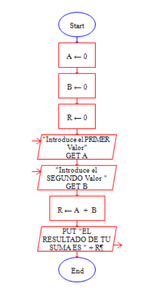 Start
A ← 0
B ← 0
R ← 0
"Introduce el PRIMER
Valor"
GET A
"Introduce el
SEGUNDO Valor "
GET B
R ← A + B
PUT "EL
RESULTADO DE TU
SUMA ES " + R¶
End